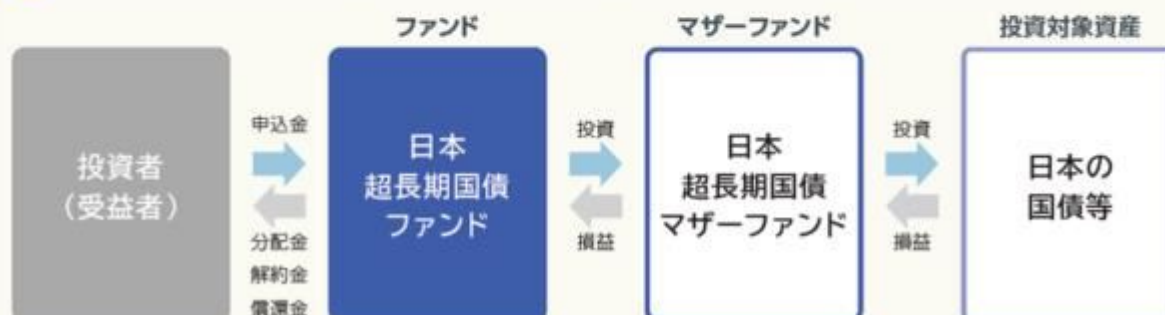 ファンド
マザーファンド
投資対象資産
投資者
（受益者）
申込金
分配金
解約金
償還金
日本
超長期国債
ファンド
投資
損益
日本
超長期国債
マザーファンド
投資
損益
日本の
国債等